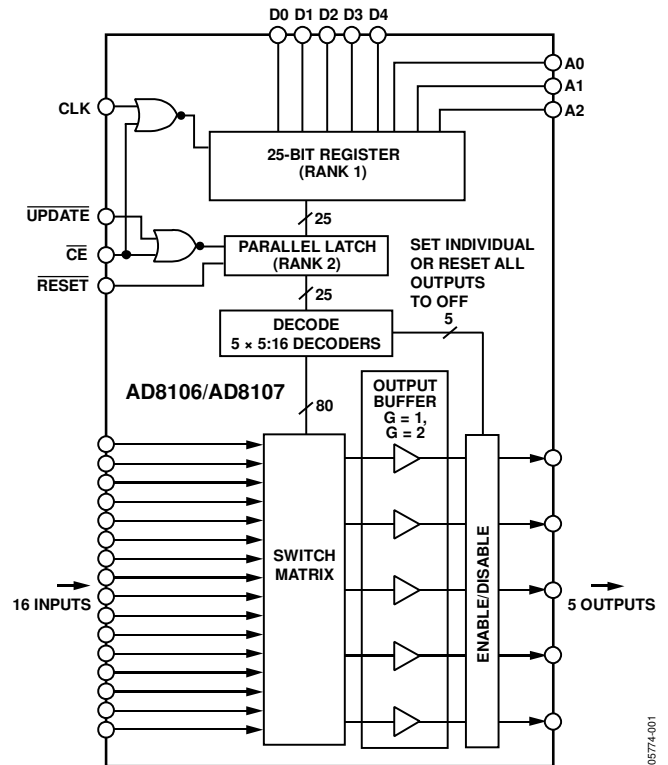 D0 D1 D2 D3 D4
A0
A1
A2
CLK
25-BIT REGISTER
(RANK 1)
25
UPDATE
CE
RESET
PARALLEL LATCH
(RANK 2)
SET INDIVIDUAL
OR RESET ALL
OUTPUTS
TO OFF
25
5
DECODE
5 × 5:16 DECODERS
AD8106/AD8107
80
OUTPUT
BUFFER
G = 1,
G = 2
SWITCH
MATRIX
ENABLE/DISABLE
16 INPUTS
5 OUTPUTS
05774-001